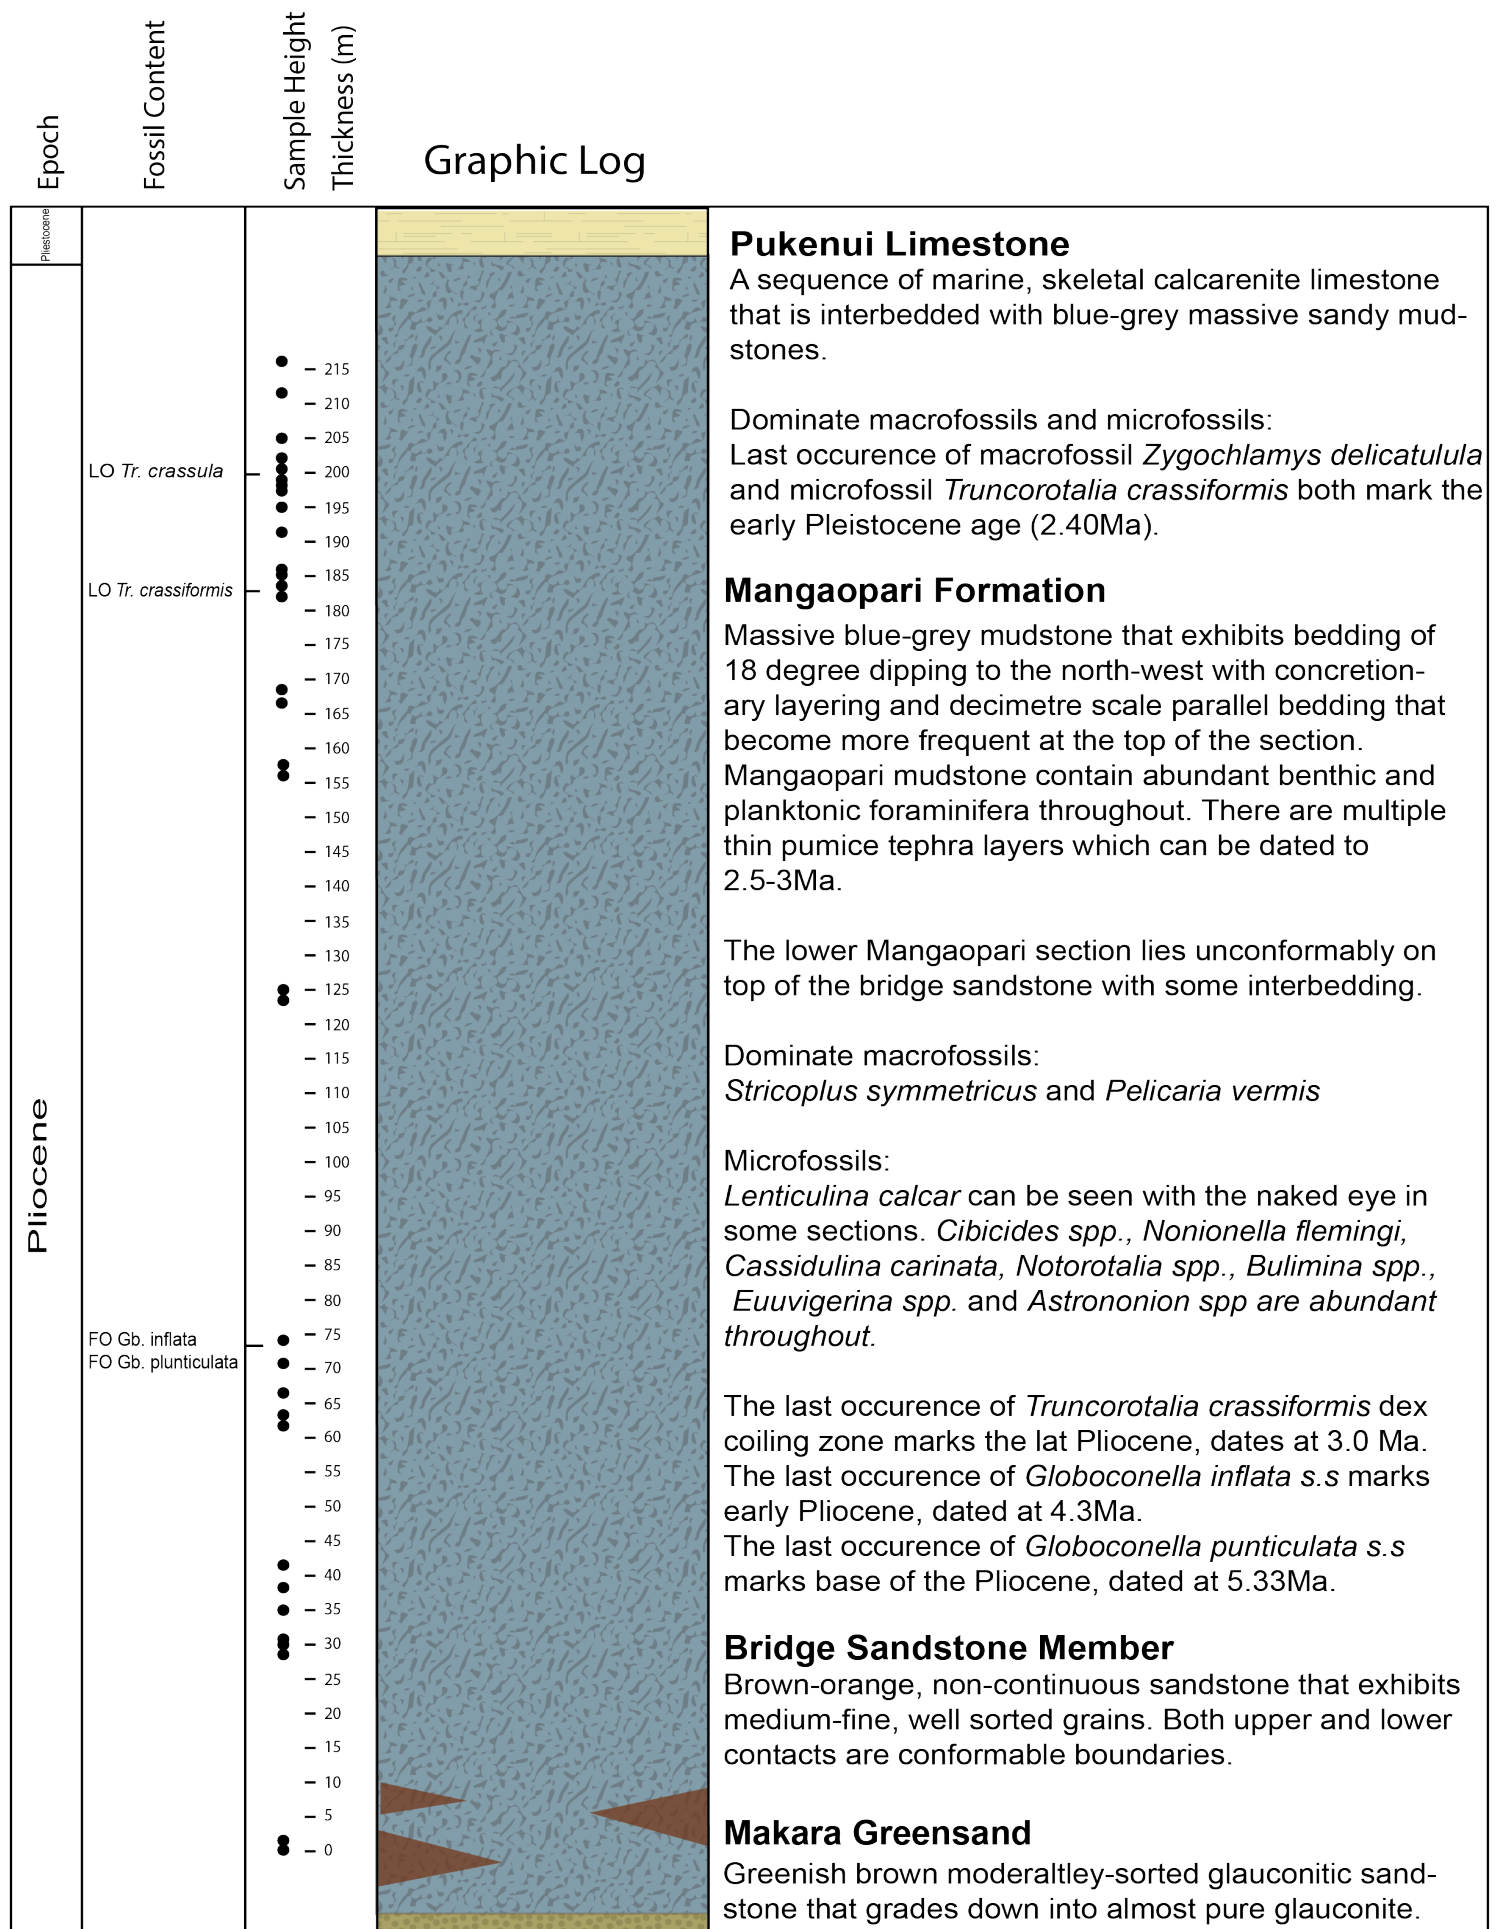 Epoch
Fossil Content
Sample Height
Thickness (m)
Graphic Log
Pliestocene
Pliocene
LO Tr. crassula
LO Tr. crassiformis
FO Gb. inflata
FO Gb. plunticulata
215
210
205
200
195
190
185
180
175
170
165
160
155
150
145
140
135
130
125
120
115
110
105
100
95
90
85
80
75
70
65
60
55
50
45
40
35
30
25
20
15
10
5
0
Pukenui Limestone
A sequence of marine, skeletal calcarenite limestone
that is interbedded with blue-grey massive sandy mud-
stones.
Dominate macrofossils and microfossils:
Last occurence of macrofossil Zygochlamys delicatulula
and microfossil Truncorotalia crassiformis both mark the
early Pleistocene age (2.40Ma).
Mangaopari Formation
Massive blue-grey mudstone that exhibits bedding of
18 degree dipping to the north-west with concretion-
ary layering and decimetre scale parallel bedding that
become more frequent at the top of the section.
Mangaopari mudstone contain abundant benthic and
planktonic foraminifera throughout. There are multiple
thin pumice tephra layers which can be dated to
2.5-3Ma.
The lower Mangaopari section lies unconformably on
top of the bridge sandstone with some interbedding.
Dominate macrofossils:
Stricoplus symmetricus and Pelicaria vermis
Microfossils:
Lenticulina calcar can be seen with the naked eye in
some sections. Cibicides spp., Nonionella flemingi,
Cassidulina carinata, Notorotalia spp., Bulimina spp.,
Euuvigerina spp. and Astrononion spp are abundant
throughout.
The last occurence of Truncorotalia crassiformis dex
coiling zone marks the lat Pliocene, dates at 3.0 Ma.
The last occurence of Globoconella inflata s.s marks
early Pliocene, dated at 4.3Ma.
The last occurence of Globoconella punticulata s.s
marks base of the Pliocene, dated at 5.33Ma.
Bridge Sandstone Member
Brown-orange, non-continuous sandstone that exhibits
medium-fine, well sorted grains. Both upper and lower
contacts are conformable boundaries.
Makara Greensand
Greenish brown moderaltley-sorted glauconitic sand-
stone that grades down into almost pure glauconite.